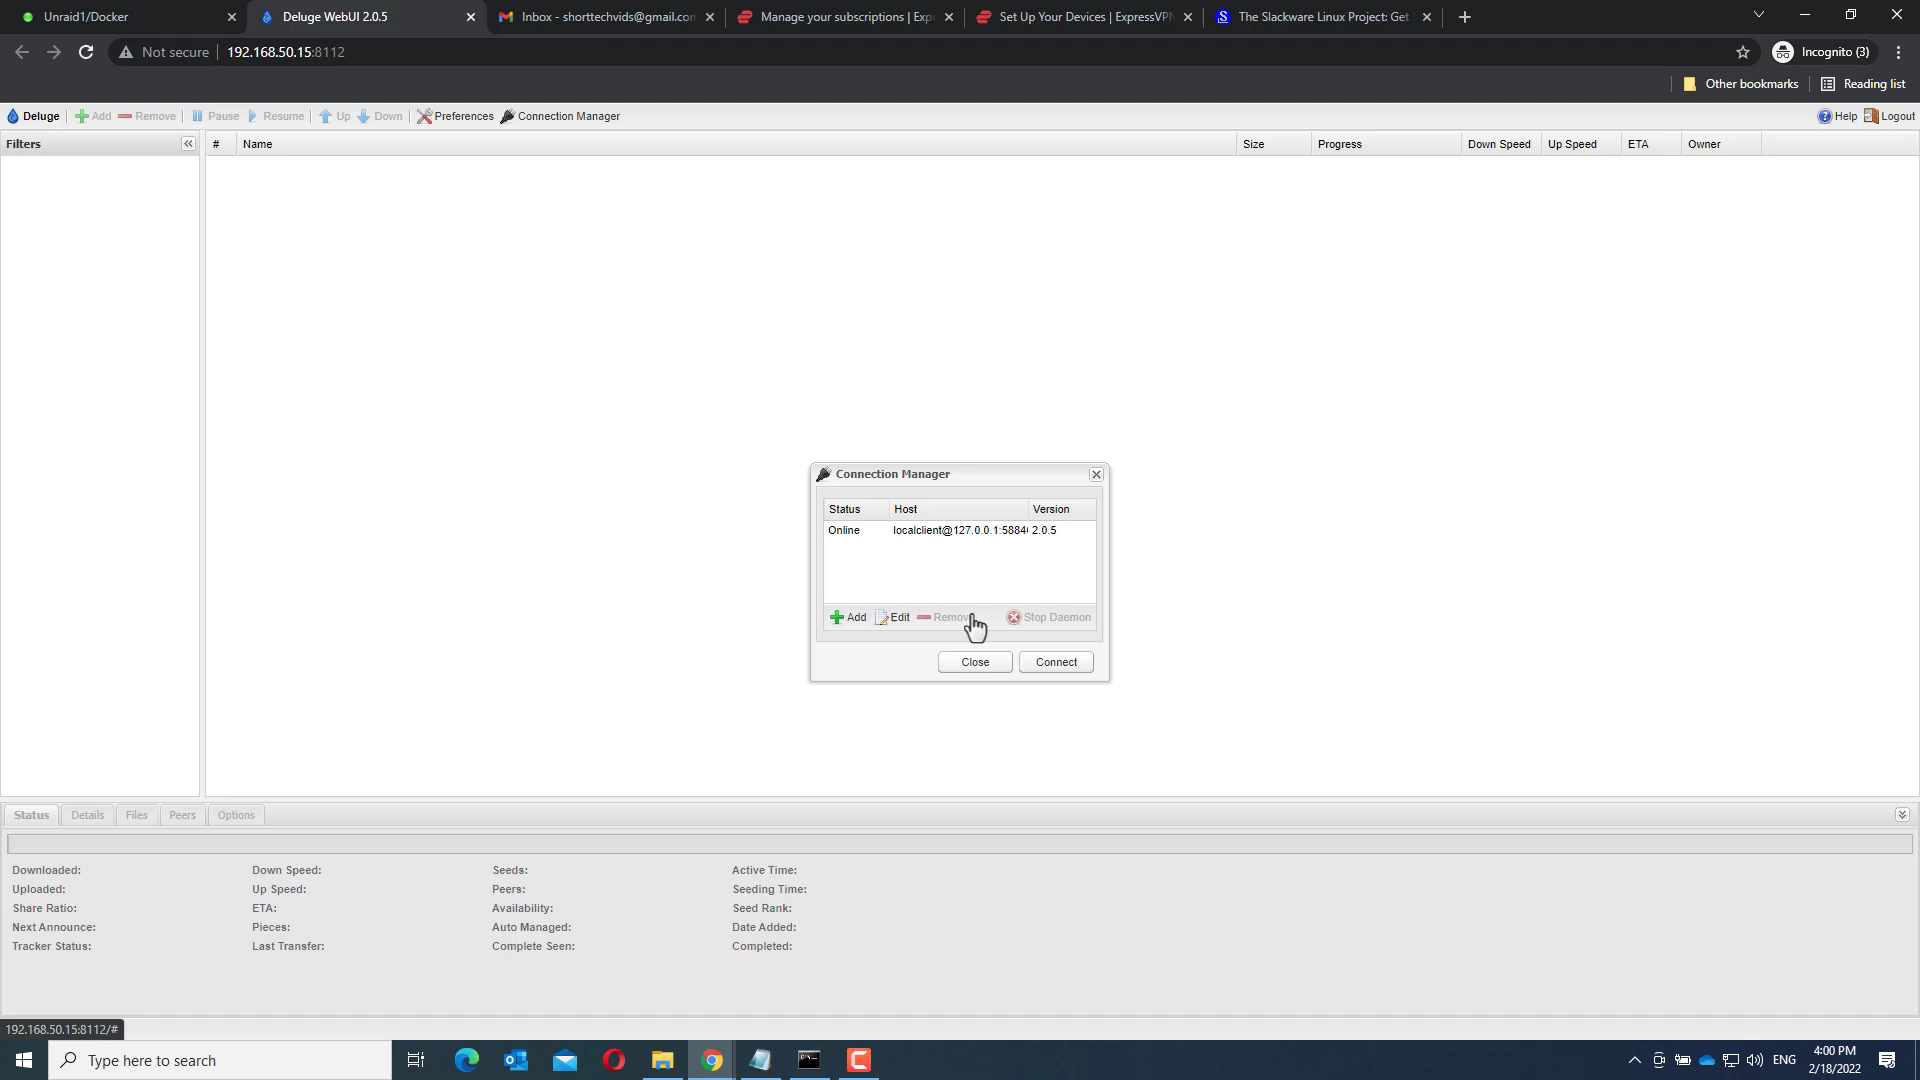 Unraid1/Docker
Deluge WebUI 2.0.5
Inbox - shorttechvids@gmail.com
Manage your subscriptions | Exp
Set Up Your Devices | ExpressVPN
The Slackware Linux Project: Get
Not secure
192.168.50.15:8112
Incognito (3)
Other bookmarks
Reading list
Deluge
Add
Remove
Pause
Resume
Up
Down
Preferences
Connection Manager
Help
Logout
Filters
#
Name
Size
Progress
Down Speed
Up Speed
ETA
Owner
Connection Manager
Status
Host
Version
Online
localclient@127.0.0.1:5884
2.0.5
Add
Edit
Remov
Stop Daemon
Close
Connect
Status
Details
Files
Peers
Options
Downloaded:
Down Speed:
Seeds:
Active Time:
Uploaded:
Up Speed:
Peers:
Seeding Time:
Share Ratio:
ETA:
Availability:
Seed Rank:
Next Announce:
Pieces:
Auto Managed:
Date Added:
Tracker Status:
Last Transfer:
Complete Seen:
Completed:
192.168.50.15:8112/#
Type here to search
ENG
4:00 PM
2/18/2022